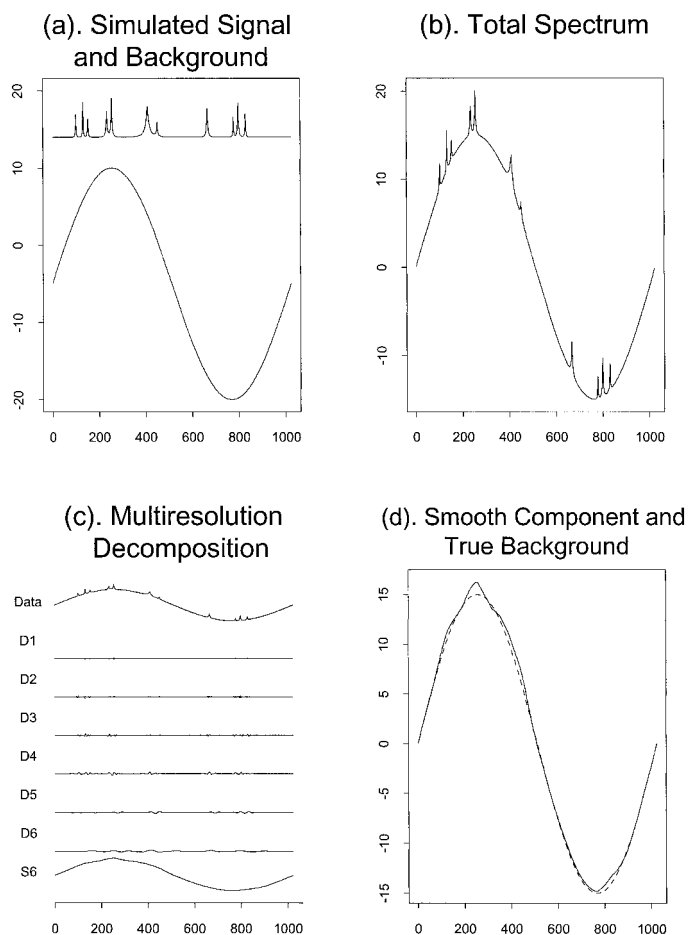 (a). Simulated Signal
and Background
20
10
0
-10
-20
0 200 400 600 800 1000
(b). Total Spectrum
20
10
0
-10
0 200 400 600 800 1000
(c). Multiresolution
Decomposition
Data
D1
D2
D3
D4
D5
D6
S6
0 200 400 600 800 1000
(d). Smooth Component and
True Background
15
10
5
0
-5
-10
-15
0 200 400 600 800 1000